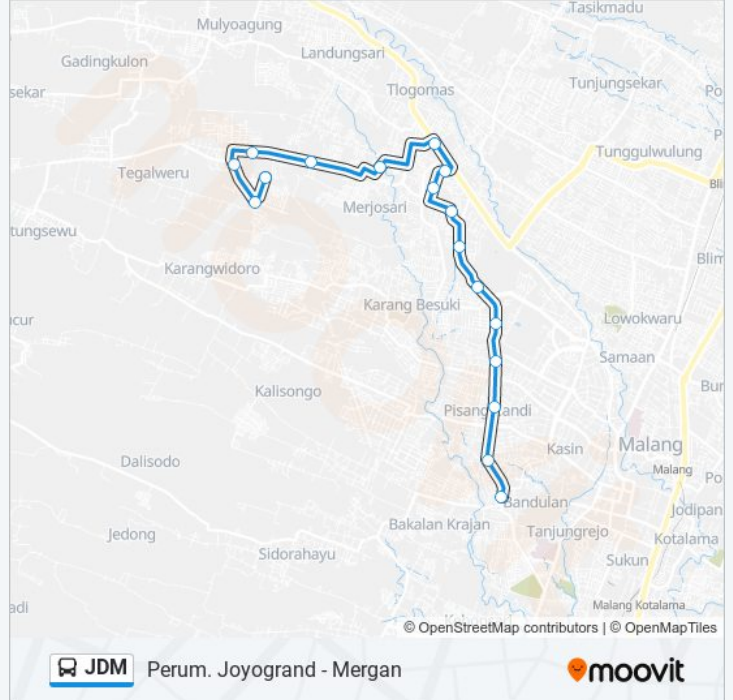 Tasikmadu
Mulyoagung
Landungsari
Gadingkulon
Tunjungsekar
sekar
Tlogomas
Po
P
Tunggulwulung
Tegalweru
Bli
Merjosari
tungsewu
Blim
Karangwidoro
Karang Besuki
Lowokwaru
cur
Samaan
Bur
Kalisongo
Pisang andi
Malang
Kasin
Dalisodo
Malang
Po
Bandulan
Jodipan
Bakalan Krajan
Tanjungrejo
Jedong
Kotalama
Sidorahayu
Sukun
adi
Malang Kotalama
© OpenStreetMap contributors | © OpenMapTiles
JDM Perum. Joyogrand - Mergan
moovit